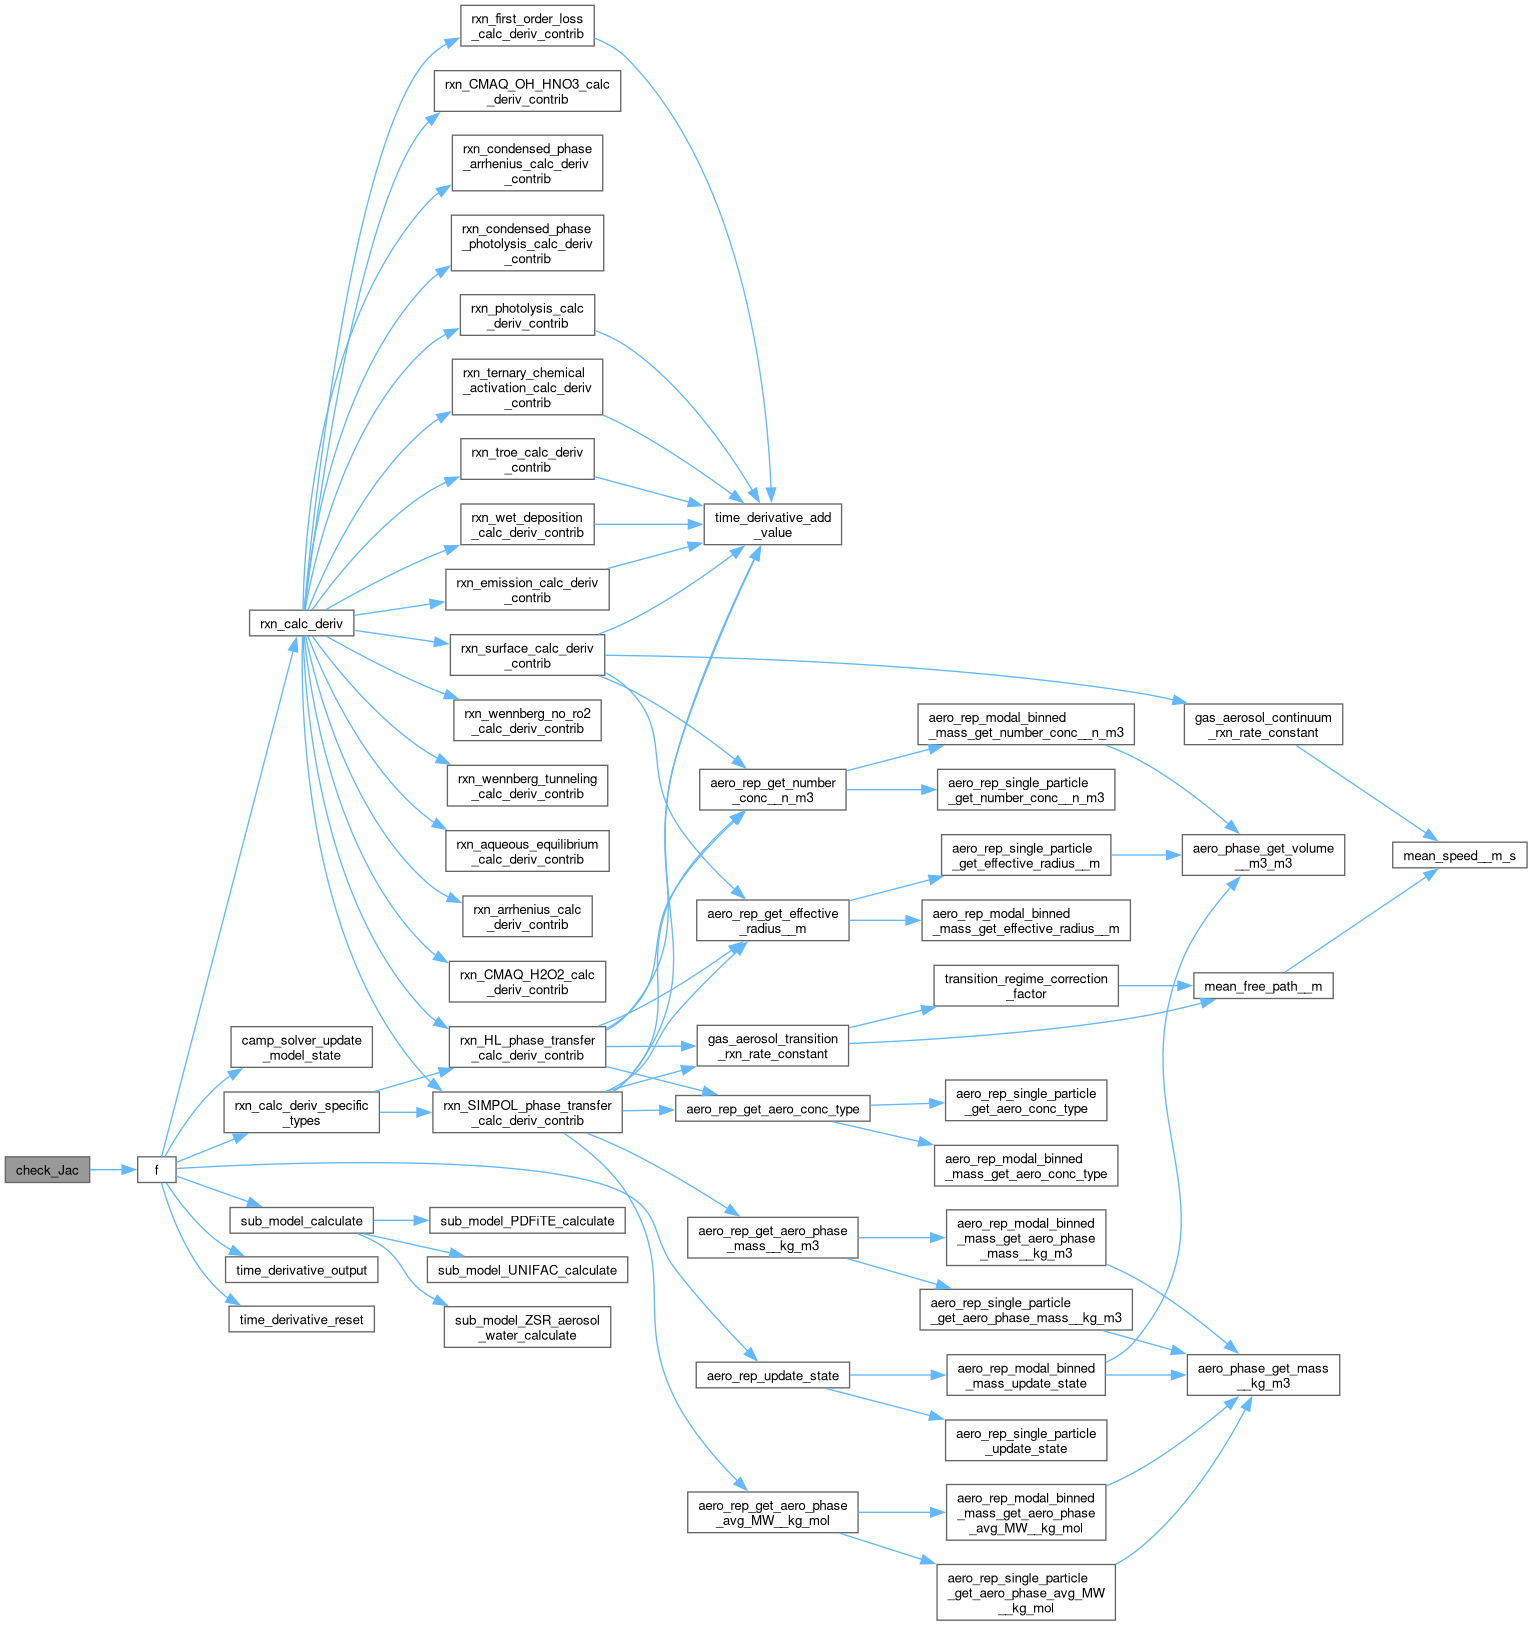 rxn_first_order_loss
_calc_deriv_contrib
rxn_CMAQ_OH_HNO3_calc
_deriv_contrib
rxn_condensed_phase
_arrhenius_calc_deriv
_contrib
rxn_condensed_phase
_photolysis_calc_deriv
_contrib
rxn_photolysis_calc
_deriv_contrib
rxn_ternary_chemical
_activation_calc_deriv
_contrib
rxn_troe_calc_deriv
_contrib
rxn_wet_deposition
_calc_deriv_contrib
rxn_emission_calc_deriv
_contrib
rxn_calc_deriv
rxn_surface_calc_deriv
_contrib
rxn_wennberg_no_ro2
_calc_deriv_contrib
rxn_wennberg_tunneling
_calc_deriv_contrib
rxn_aqueous_equilibrium
_calc_deriv_contrib
rxn_arrhenius_calc
_deriv_contrib
rxn_CMAQ_H2O2_calc
_deriv_contrib
rxn_HL_phase_transfer
_calc_deriv_contrib
rxn_SIMPOL_phase_transfer
_calc_deriv_contrib
camp_solver_update
_model_state
rxn_calc_deriv_specific
_types
check_Jac
f
sub_model_calculate
time_derivative_output
time_derivative_reset
sub_model_PDFiTE_calculate
sub_model_UNIFAC_calculate
sub_model_ZSR_aerosol
_water_calculate
time_derivative_add
_value
aero_rep_get_number
_conc__n_m3
aero_rep_get_effective
_radius__m
gas_aerosol_transition
_rxn_rate_constant
aero_rep_get_aero_conc_type
aero_rep_get_aero_phase
_mass__kg_m3
aero_rep_update_state
aero_rep_get_aero_phase
_avg_MW__kg_mol
aero_rep_modal_binned
_mass_get_number_conc__n_m3
aero_rep_single_particle
_get_number_conc__n_m3
aero_rep_single_particle
_get_effective_radius__m
aero_rep_modal_binned
_mass_get_effective_radius__m
transition_regime_correction
_factor
aero_rep_single_particle
_get_aero_conc_type
aero_rep_modal_binned
_mass_get_aero_conc_type
aero_rep_modal_binned
_mass_get_aero_phase
_mass__kg_m3
aero_rep_single_particle
_get_aero_phase_mass__kg_m3
aero_rep_modal_binned
_mass_update_state
aero_rep_single_particle
_update_state
aero_rep_modal_binned
_mass_get_aero_phase
_avg_MW__kg_mol
aero_rep_single_particle
_get_aero_phase_avg_MW
__kg_mol
gas_aerosol_continuum
_rxn_rate_constant
aero_phase_get_volume
__m3_m3
mean_free_path__m
aero_phase_get_mass
__kg_m3
mean_speed__m_s